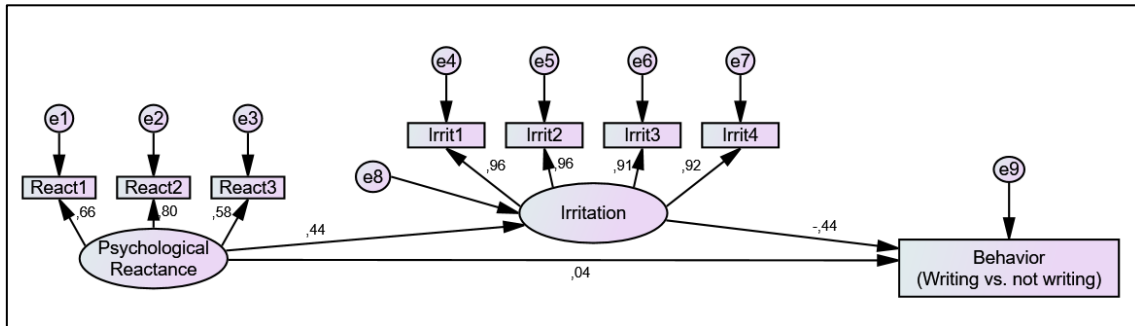 e4
e5
e6
e7
e1
e2
e3
Irrit1
Irrit2
Irrit3
Irrit4
e8
,96
,96
,91
,92
e9
React1
React2
React3
,66
,80
,58
Irritation
Psychological
Reactance
,44
-,44
,04
Behavior
(Writing vs. not writing)